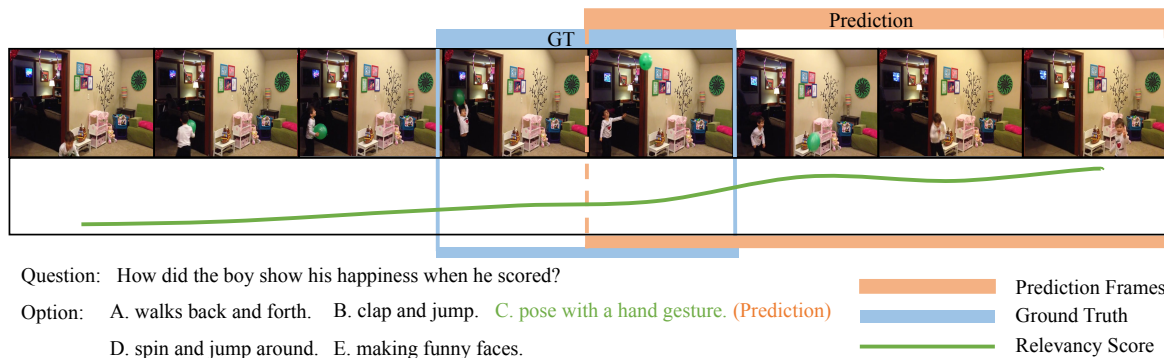 Prediction
GT
Question: How did the boy show his happiness when he scored?
Option: A. walks back and forth. B. clap and jump. C. pose with a hand gesture. (Prediction)
D. spin and jump around. E. making funny faces.
Prediction Frames
Ground Truth
Relevancy Score